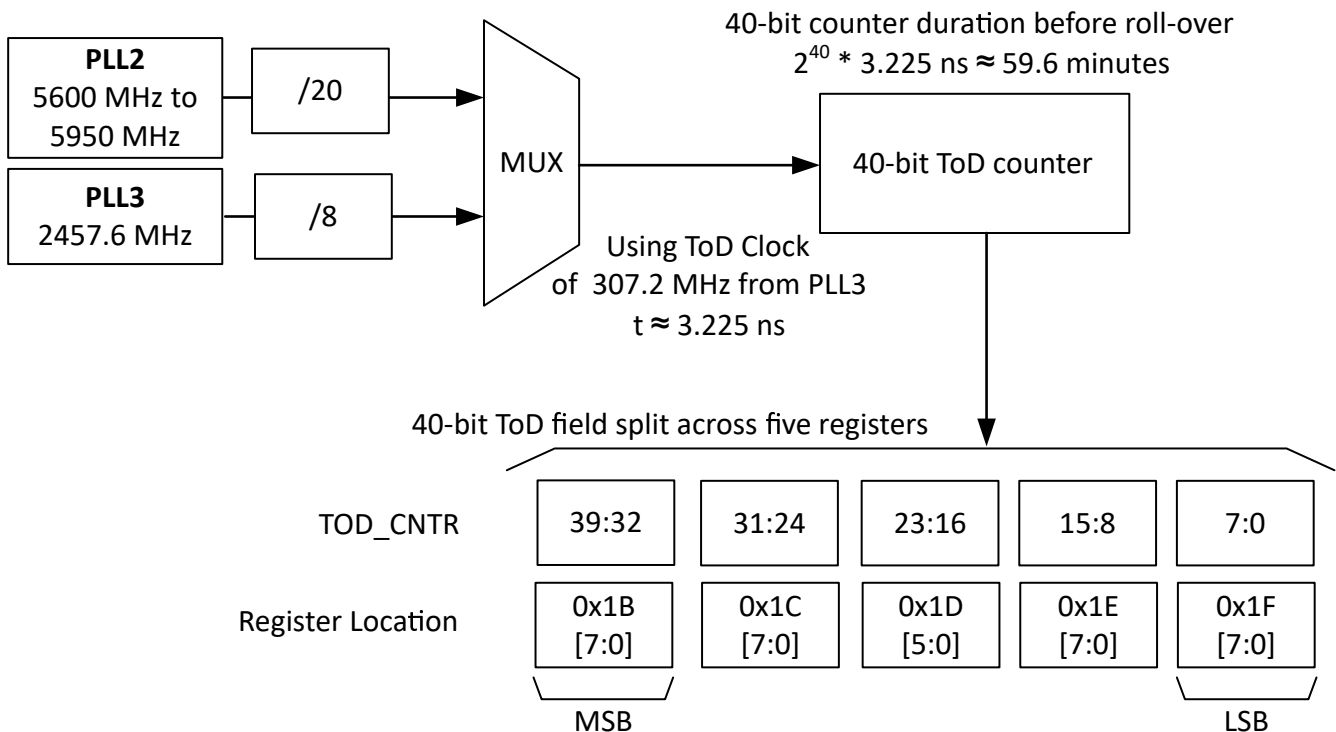 40-bit counter duration before roll-over
2^40 * 3.225 ns ≈ 59.6 minutes
PLL2
5600 MHz to
5950 MHz
/20
PLL3
2457.6 MHz
/8
MUX
40-bit ToD counter
Using ToD Clock
of 307.2 MHz from PLL3
t ≈ 3.225 ns
40-bit ToD field split across five registers
TOD_CNTR
39:32
31:24
23:16
15:8
7:0
Register Location
0x1B
[7:0]
0x1C
[7:0]
0x1D
[5:0]
0x1E
[7:0]
0x1F
[7:0]
MSB
LSB